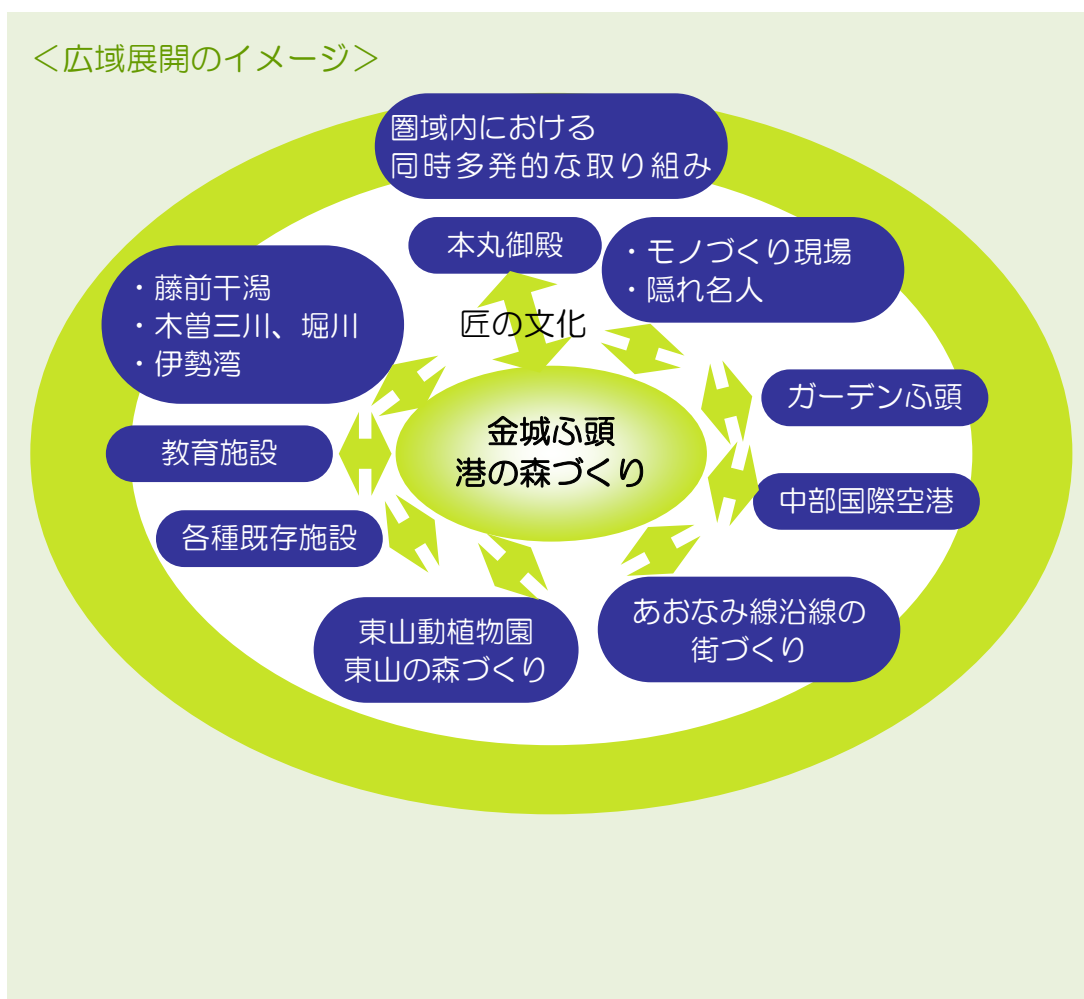 ＜広域展開のイメージ＞
圏域内における
同時多発的な取り組み
本丸御殿
・モノづくり現場
・隠れ名人
・藤前干潟
・木曽三川、堀川
・伊勢湾
匠の文化
ガーデンふ頭
金城ふ頭
港の森づくり
教育施設
中部国際空港
各種既存施設
東山動植物園
東山の森づくり
あおなみ線沿線の
街づくり